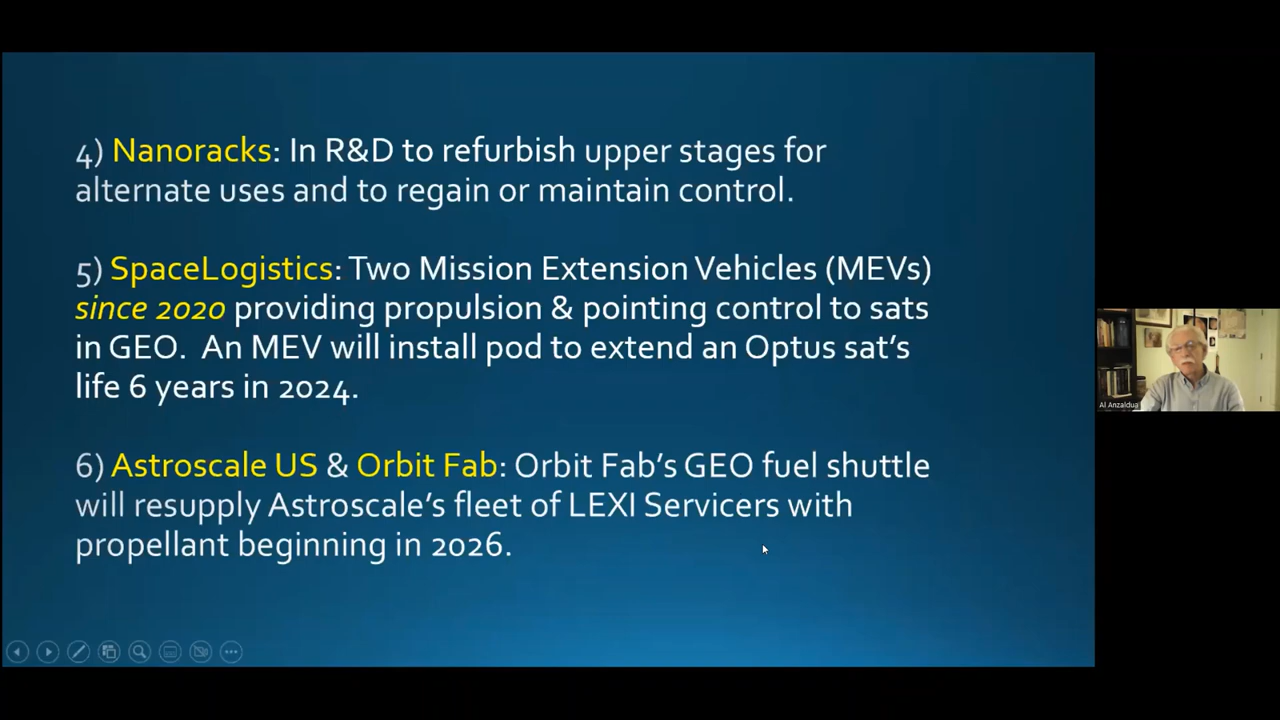 4) Nanoracks: In R&D to refurbish upper stages for
alternate uses and to regain or maintain control.
5) SpaceLogistics: Two Mission Extension Vehicles (MEVs)
since 2020 providing propulsion & pointing control to sats
in GEO. An MEV will install pod to extend an Optus sat’s
life 6 years in 2024.
6) Astroscale US & Orbit Fab: Orbit Fab’s GEO fuel shuttle
will resupply Astroscale’s fleet of LEXI Servicers with
propellant beginning in 2026.
Al Anzaldua